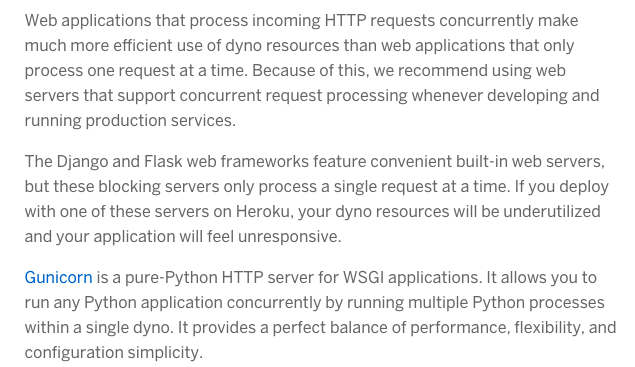 Web applications that process incoming HTTP requests concurrently make
much more efficient use of dyno resources than web applications that only
process one request at a time. Because of this, we recommend using web
servers that support concurrent request processing whenever developing and
running production services.
The Django and Flask web frameworks feature convenient built-in web servers,
but these blocking servers only process a single request at a time. If you deploy
with one of these servers on Heroku, your dyno resources will be underutilized
and your application will feel unresponsive.
Gunicorn is a pure-Python HTTP server for WSGI applications. It allows you to
run any Python application concurrently by running multiple Python processes
within a single dyno. It provides a perfect balance of performance, flexibility, and
configuration simplicity.